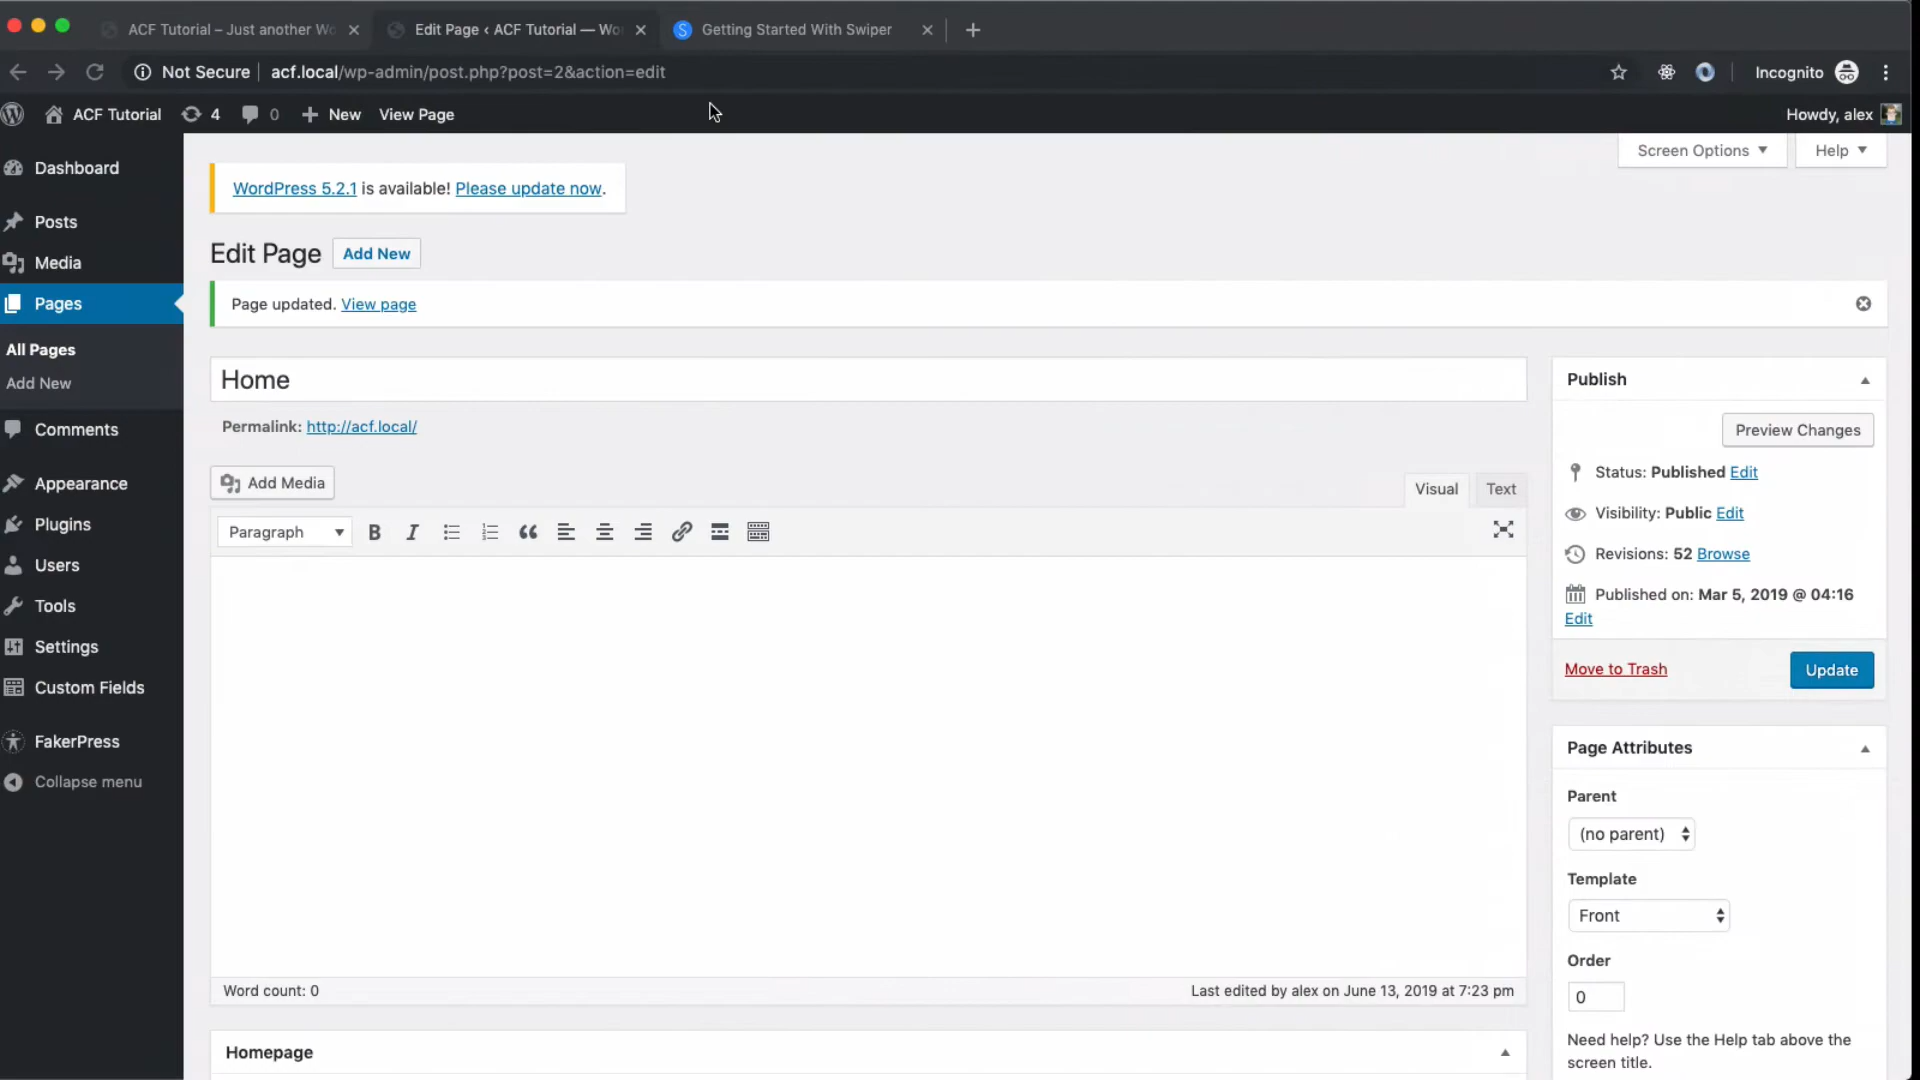 ACF Tutorial – Just another Wo
Edit Page ‹ ACF Tutorial — Wo
Getting Started With Swiper
Not Secure
acf.local/wp-admin/post.php?post=2&action=edit
Incognito
ACF Tutorial
4
0
New
View Page
Howdy, alex
Screen Options
Help
Dashboard
Posts
Media
Pages
All Pages
Add New
Comments
Appearance
Plugins
Users
Tools
Settings
Custom Fields
FakerPress
Collapse menu
WordPress 5.2.1 is available! Please update now.
Edit Page
Add New
Page updated. View page
Home
Permalink: http://acf.local/
Add Media
Visual
Text
Paragraph
Word count: 0
Last edited by alex on June 13, 2019 at 7:23 pm
Homepage
Publish
Preview Changes
Status: Published Edit
Visibility: Public Edit
Revisions: 52 Browse
Published on: Mar 5, 2019 @ 04:16
Edit
Move to Trash
Update
Page Attributes
Parent
(no parent)
Template
Front
Order
0
Need help? Use the Help tab above the
screen title.